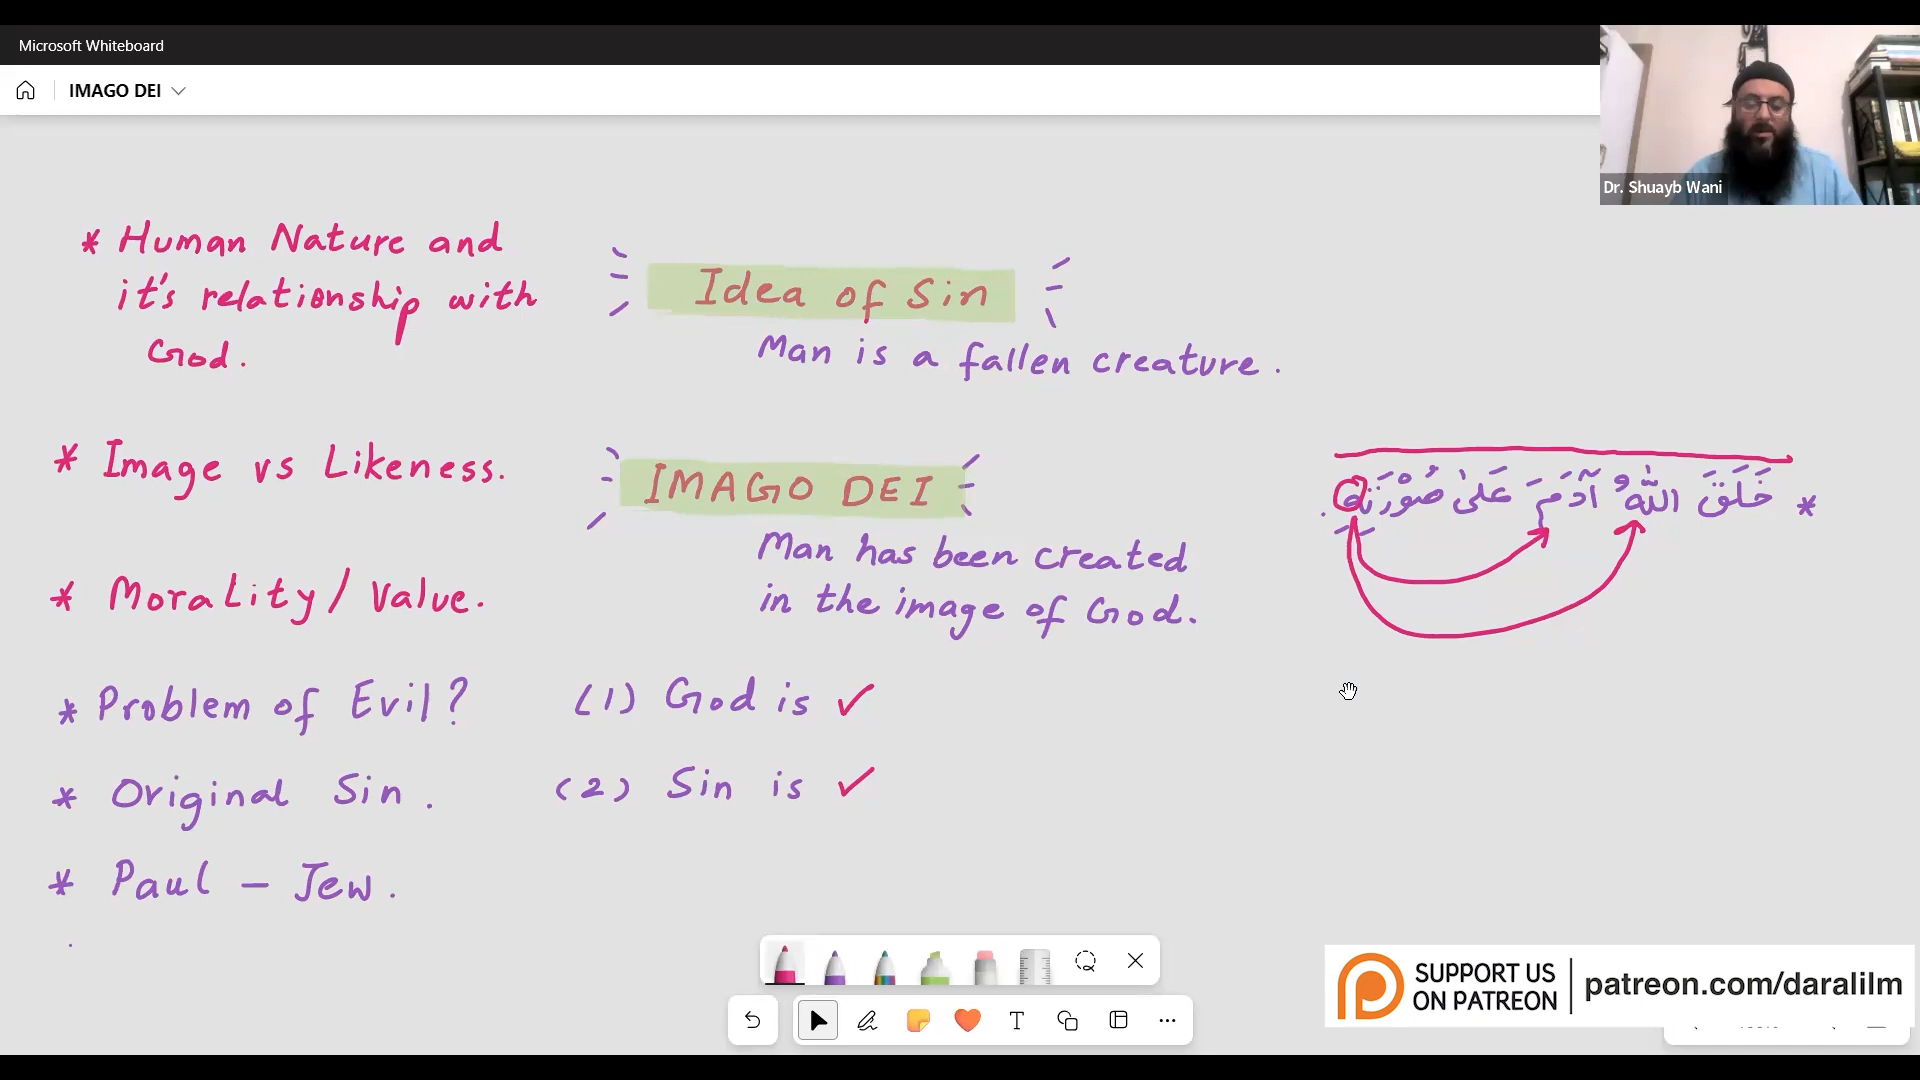 Microsoft Whiteboard
IMAGO DEI
Dr. Shuayb Wani
* Human Nature and
it's relationship with
God.
* Image vs Likeness.
* Morality / Value.
* Problem of Evil?
* Original Sin.
* Paul – Jew.
Idea of Sin
Man is a fallen creature.
IMAGO DEI
Man has been created
in the image of God.
(1) God is ✓
(2) Sin is ✓
* خَلَقَ اللّٰهُ آدَمَ عَلىٰ صُوْرَتِهِ.
SUPPORT US
ON PATREON
patreon.com/daralilm